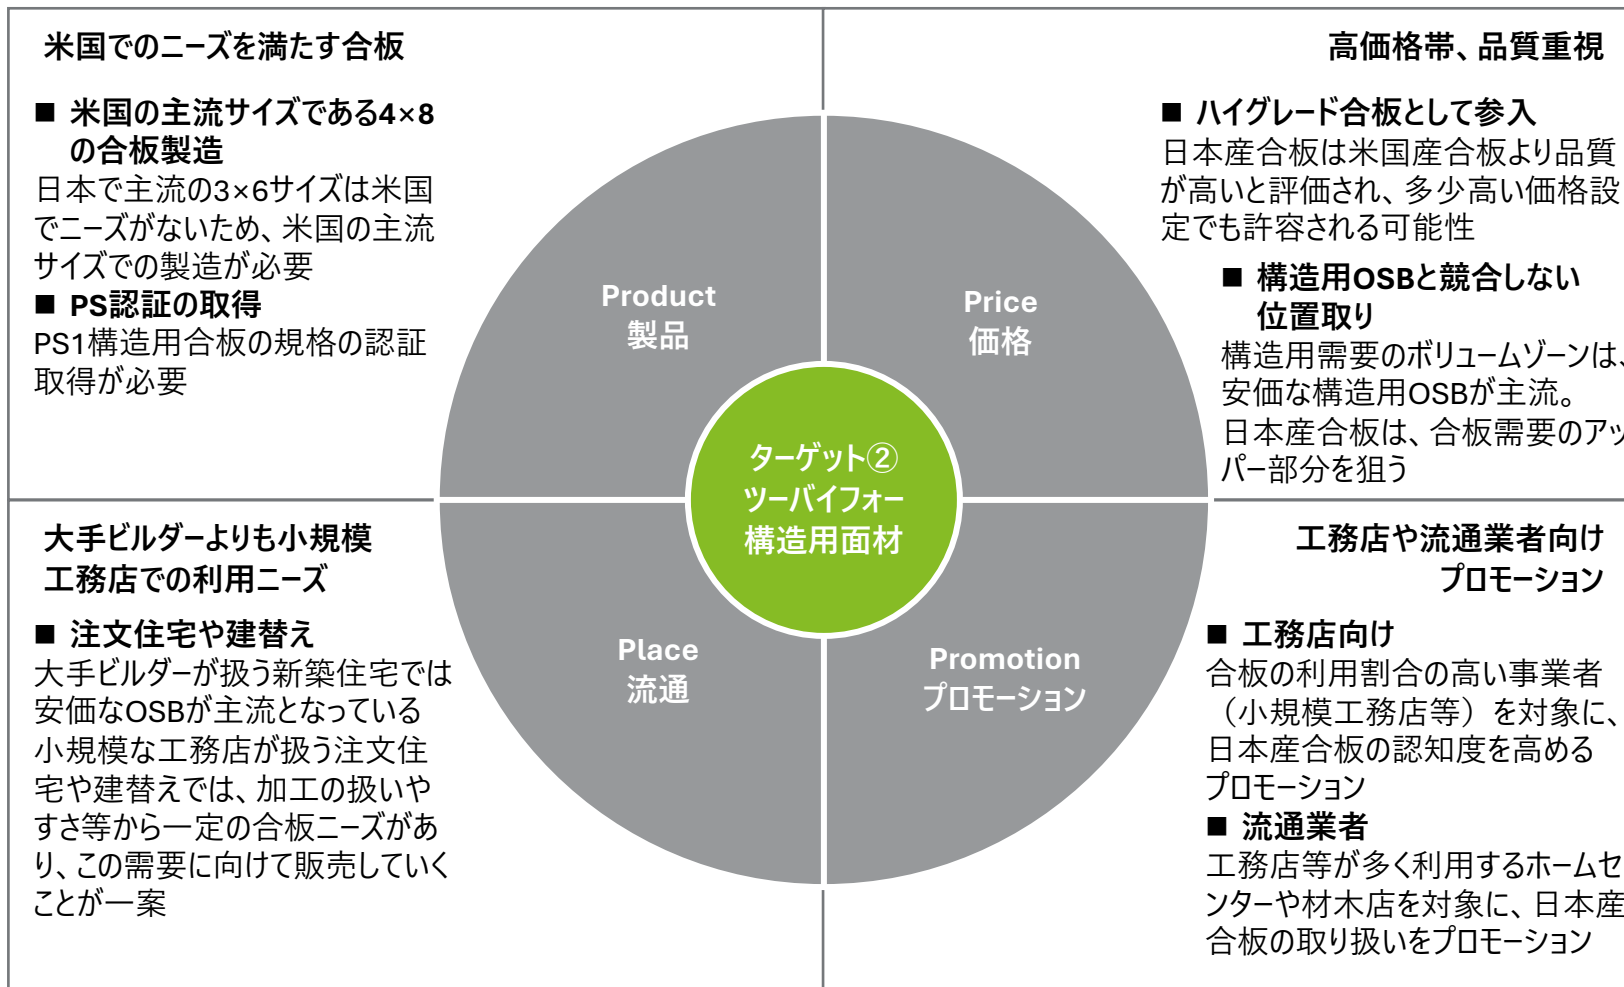 米国でのニーズを満たす合板
■ 米国の主流サイズである4×8
の合板製造
日本で主流の3×6サイズは米国
でニーズがないため、米国の主流
サイズでの製造が必要
■ PS認証の取得
PS1構造用合板の規格の認証
取得が必要
高価格帯、品質重視
■ ハイグレード合板として参入
日本産合板は米国産合板より品質
が高いと評価され、多少高い価格設
定でも許容される可能性
■ 構造用OSBと競合しない
位置取り
構造用需要のボリュームゾーンは、
安価な構造用OSBが主流。
日本産合板は、合板需要のアッ
パー部分を狙う
Product
製品
Price
価格
ターゲット②
ツーバイフォー
構造用面材
Place
流通
Promotion
プロモーション
大手ビルダーよりも小規模
工務店での利用ニーズ
■ 注文住宅や建替え
大手ビルダーが扱う新築住宅では
安価なOSBが主流となっている
小規模な工務店が扱う注文住
宅や建替えでは、加工の扱いや
すさ等から一定の合板ニーズがあ
り、この需要に向けて販売していく
ことが一案
工務店や流通業者向け
プロモーション
■ 工務店向け
合板の利用割合の高い事業者
（小規模工務店等）を対象に、
日本産合板の認知度を高める
プロモーション
■ 流通業者
工務店等が多く利用するホームセ
ンターや材木店を対象に、日本産
合板の取り扱いをプロモーション